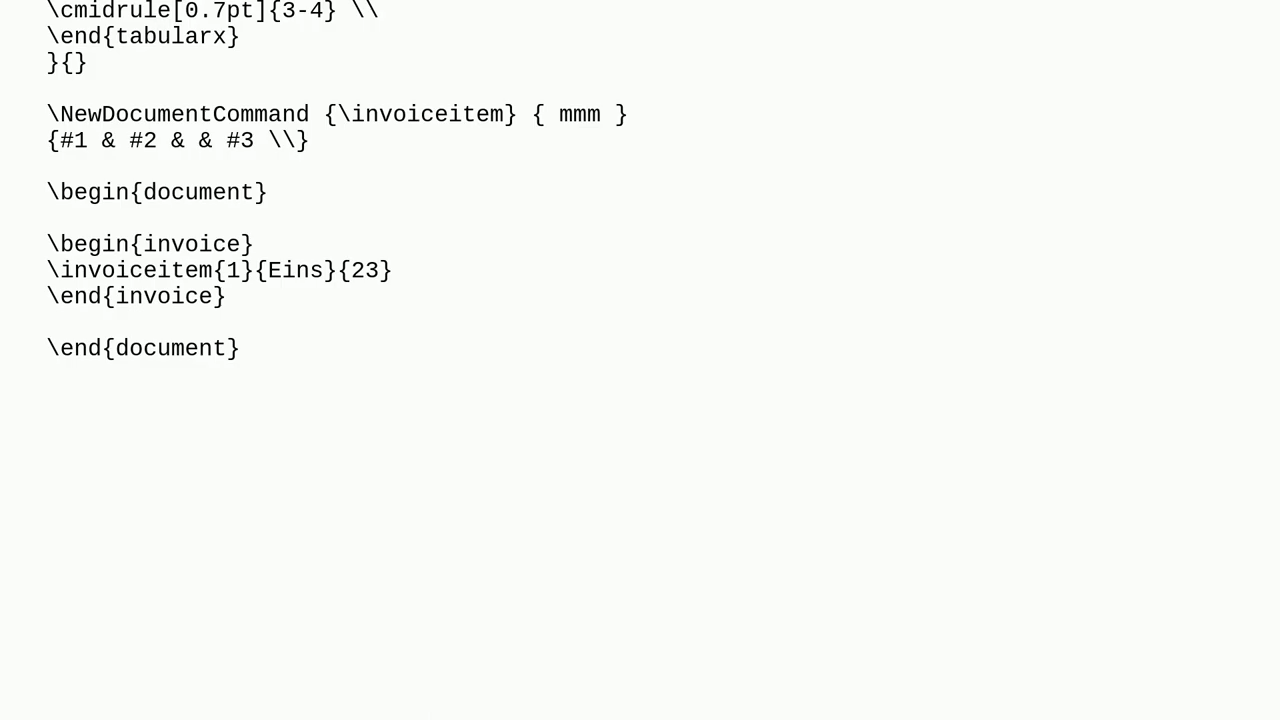 \cmidrule[0.7pt]{3-4} \\
\end{tabularx}
}{}
\NewDocumentCommand {\invoiceitem} { mmm }
{#1 & #2 & & #3 \\}
\begin{document}
\begin{invoice}
\invoiceitem{1}{Eins}{23}
\end{invoice}
\end{document}